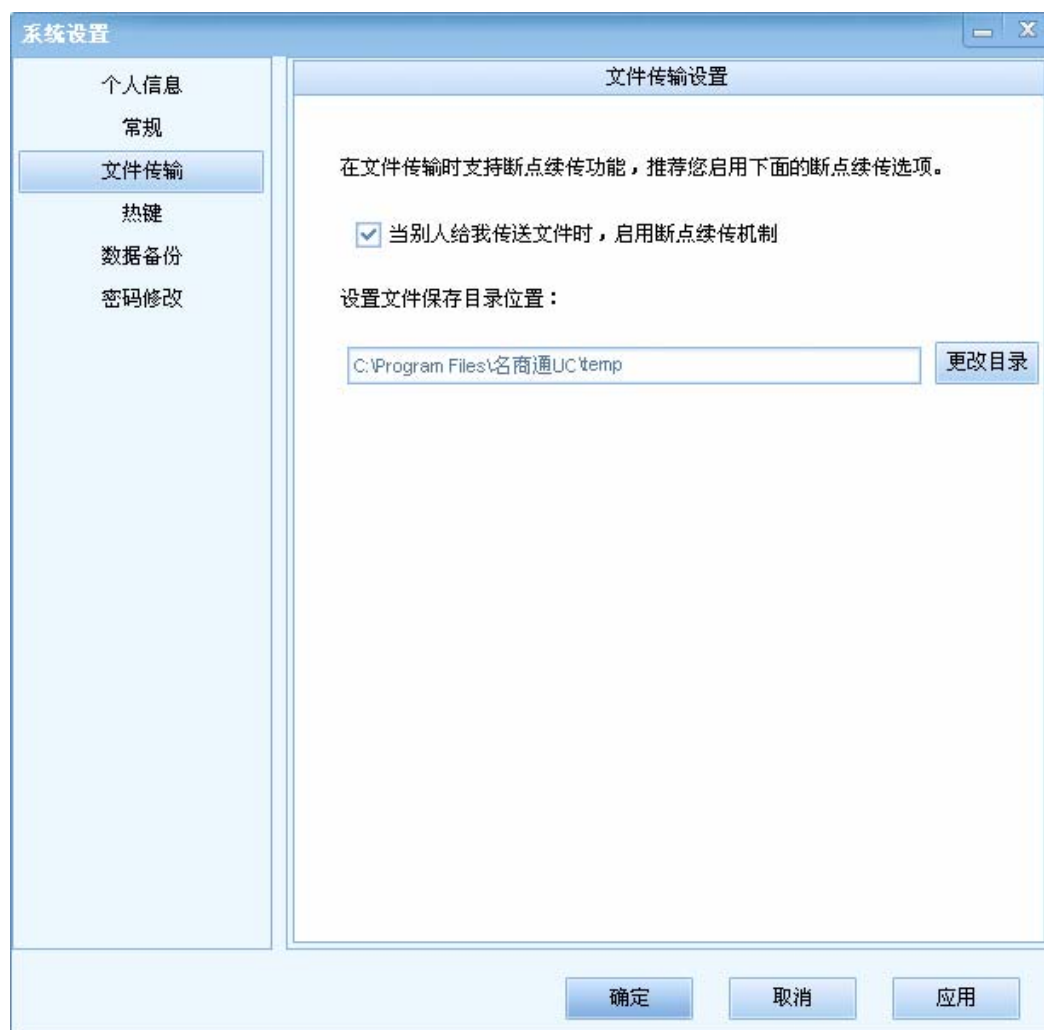 系统设置
个人信息
常规
文件传输
热键
数据备份
密码修改
文件传输设置
在文件传输时支持断点续传功能，推荐您启用下面的断点续传选项。
当别人给我传送文件时，启用断点续传机制
设置文件保存目录位置：
C:\Program Files\名商通UC\temp
更改目录
确定
取消
应用